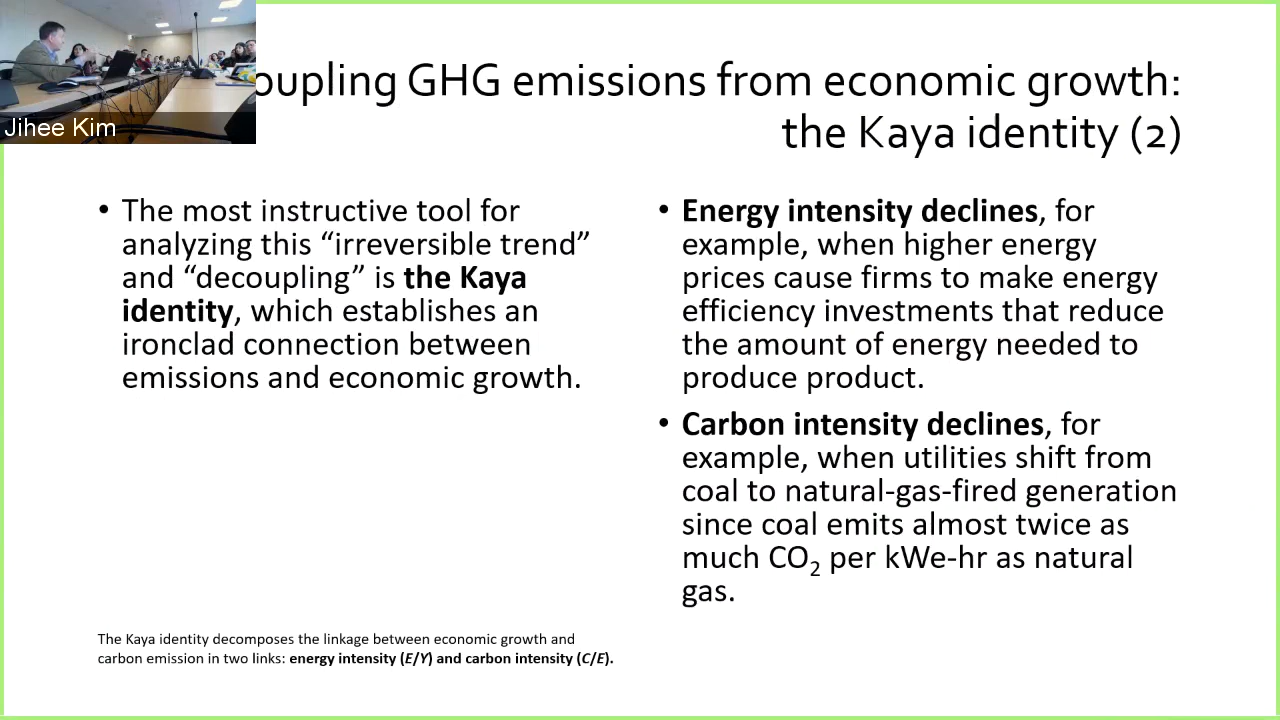 oupling GHG emissions from economic growth:
the Kaya identity (2)
Jihee Kim
• The most instructive tool for
analyzing this “irreversible trend”
and “decoupling” is the Kaya
identity, which establishes an
ironclad connection between
emissions and economic growth.
• Energy intensity declines, for
example, when higher energy
prices cause firms to make energy
efficiency investments that reduce
the amount of energy needed to
produce product.
• Carbon intensity declines, for
example, when utilities shift from
coal to natural-gas-fired generation
since coal emits almost twice as
much CO₂ per kWe-hr as natural
gas.
The Kaya identity decomposes the linkage between economic growth and
carbon emission in two links: energy intensity (E/Y) and carbon intensity (C/E).